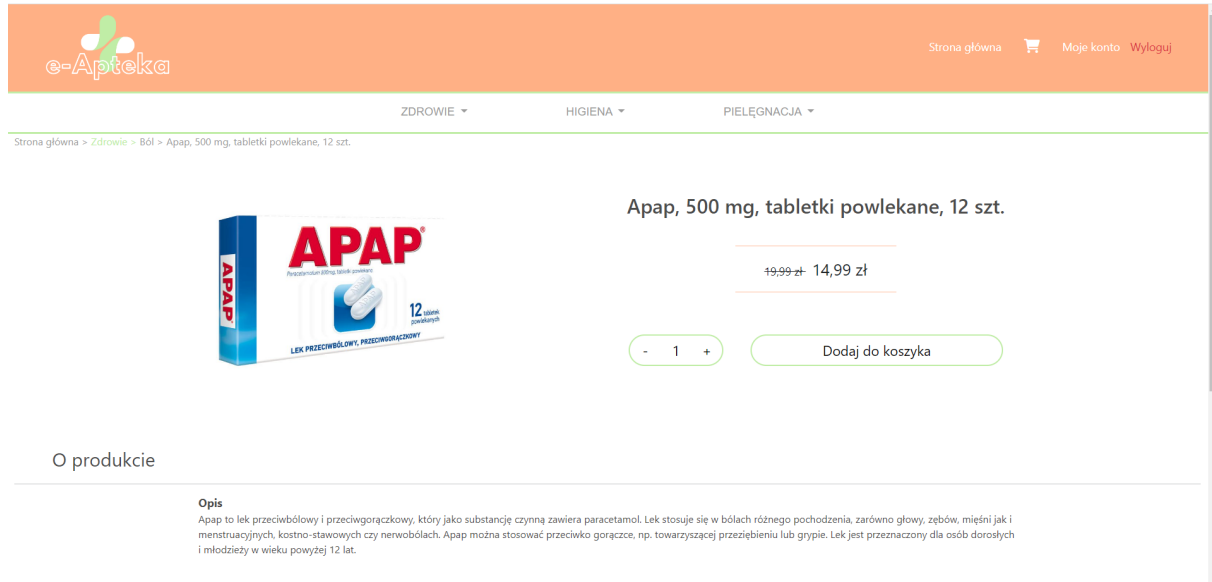 e-Apteka
Strona główna Moje konto Wyloguj
ZDROWIE HIGIENA PIELĘGNACJA
Strona główna > Zdrowie > Ból > Apap, 500 mg, tabletki powlekane, 12 szt.
Apap, 500 mg, tabletki powlekane, 12 szt.
19,99 zł 14,99 zł
- 1 + Dodaj do koszyka
APAP
APAP®
Paracetamolum 500mg, tabletki powlekane
12 tabletek
powlekanych
LEK PRZECIWBÓLOWY, PRZECIWGORĄCZKOWY
O produkcie
Opis
Apap to lek przeciwbólowy i przeciwgorączkowy, który jako substancję czynną zawiera paracetamol. Lek stosuje się w bólach różnego pochodzenia, zarówno głowy, zębów, mięśni jak i
menstruacyjnych, kostno-stawowych czy nerwobólach. Apap można stosować przeciwko gorączce, np. towarzyszącej przeziębieniu lub grypie. Lek jest przeznaczony dla osób dorosłych
i młodzieży w wieku powyżej 12 lat.